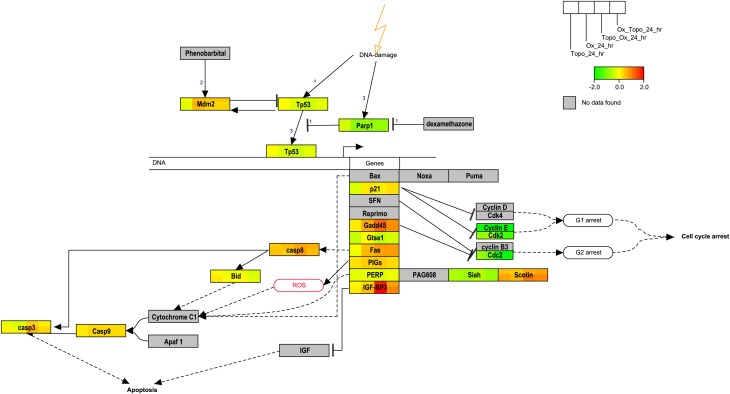 Ox_Topo_24_hr
Topo_Ox_24_hr
Ox_24_hr
Topo_24_hr
-2.0 0.0 2.0
No data found
Phenobarbital
DNA-damage
2
1
3
Mdm2
Tp53
1
Parp1
1
dexamethazone
3
Tp53
DNA
Genes
Bax Noxa Puma
p21
SFN
Reprimo
Gadd45
Gtse1
Fas
PIGs
PERP PAG608 Siah Scotin
IGF-BP3
Cyclin D
Cdk4
Cyclin E
Cdk2
cyclin B3
Cdc2
G1 arrest
G2 arrest
Cell cycle arrest
casp8
Bid
ROS
Cytochrome C1
casp3
Casp9
Apaf 1
IGF
Apoptosis